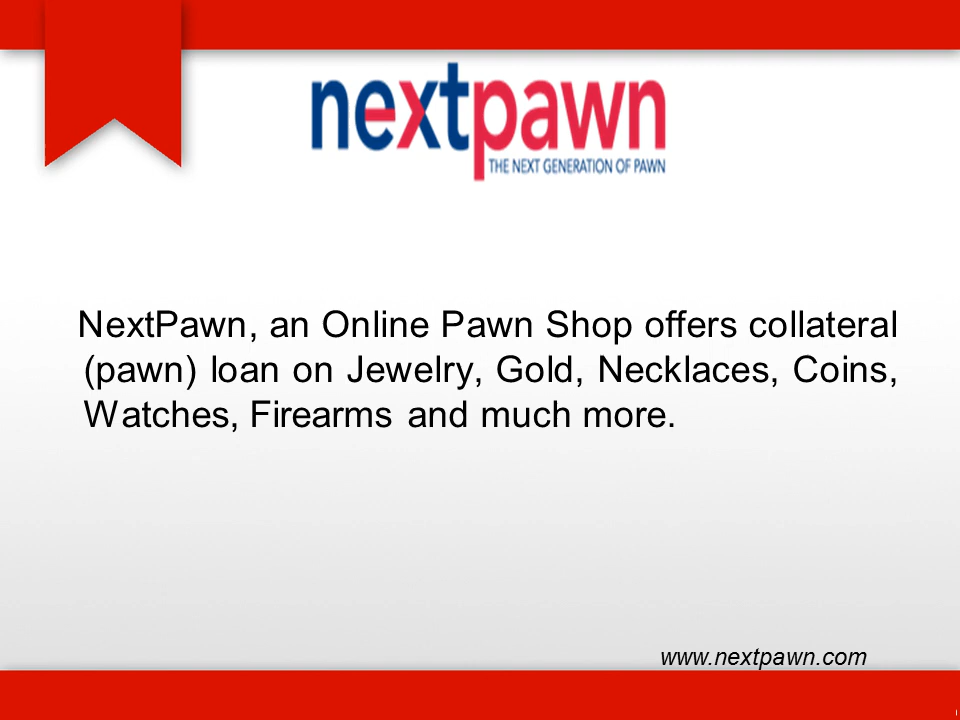 nextpawn
THE NEXT GENERATION OF PAWN
NextPawn, an Online Pawn Shop offers collateral
(pawn) loan on Jewelry, Gold, Necklaces, Coins,
Watches, Firearms and much more.
www.nextpawn.com